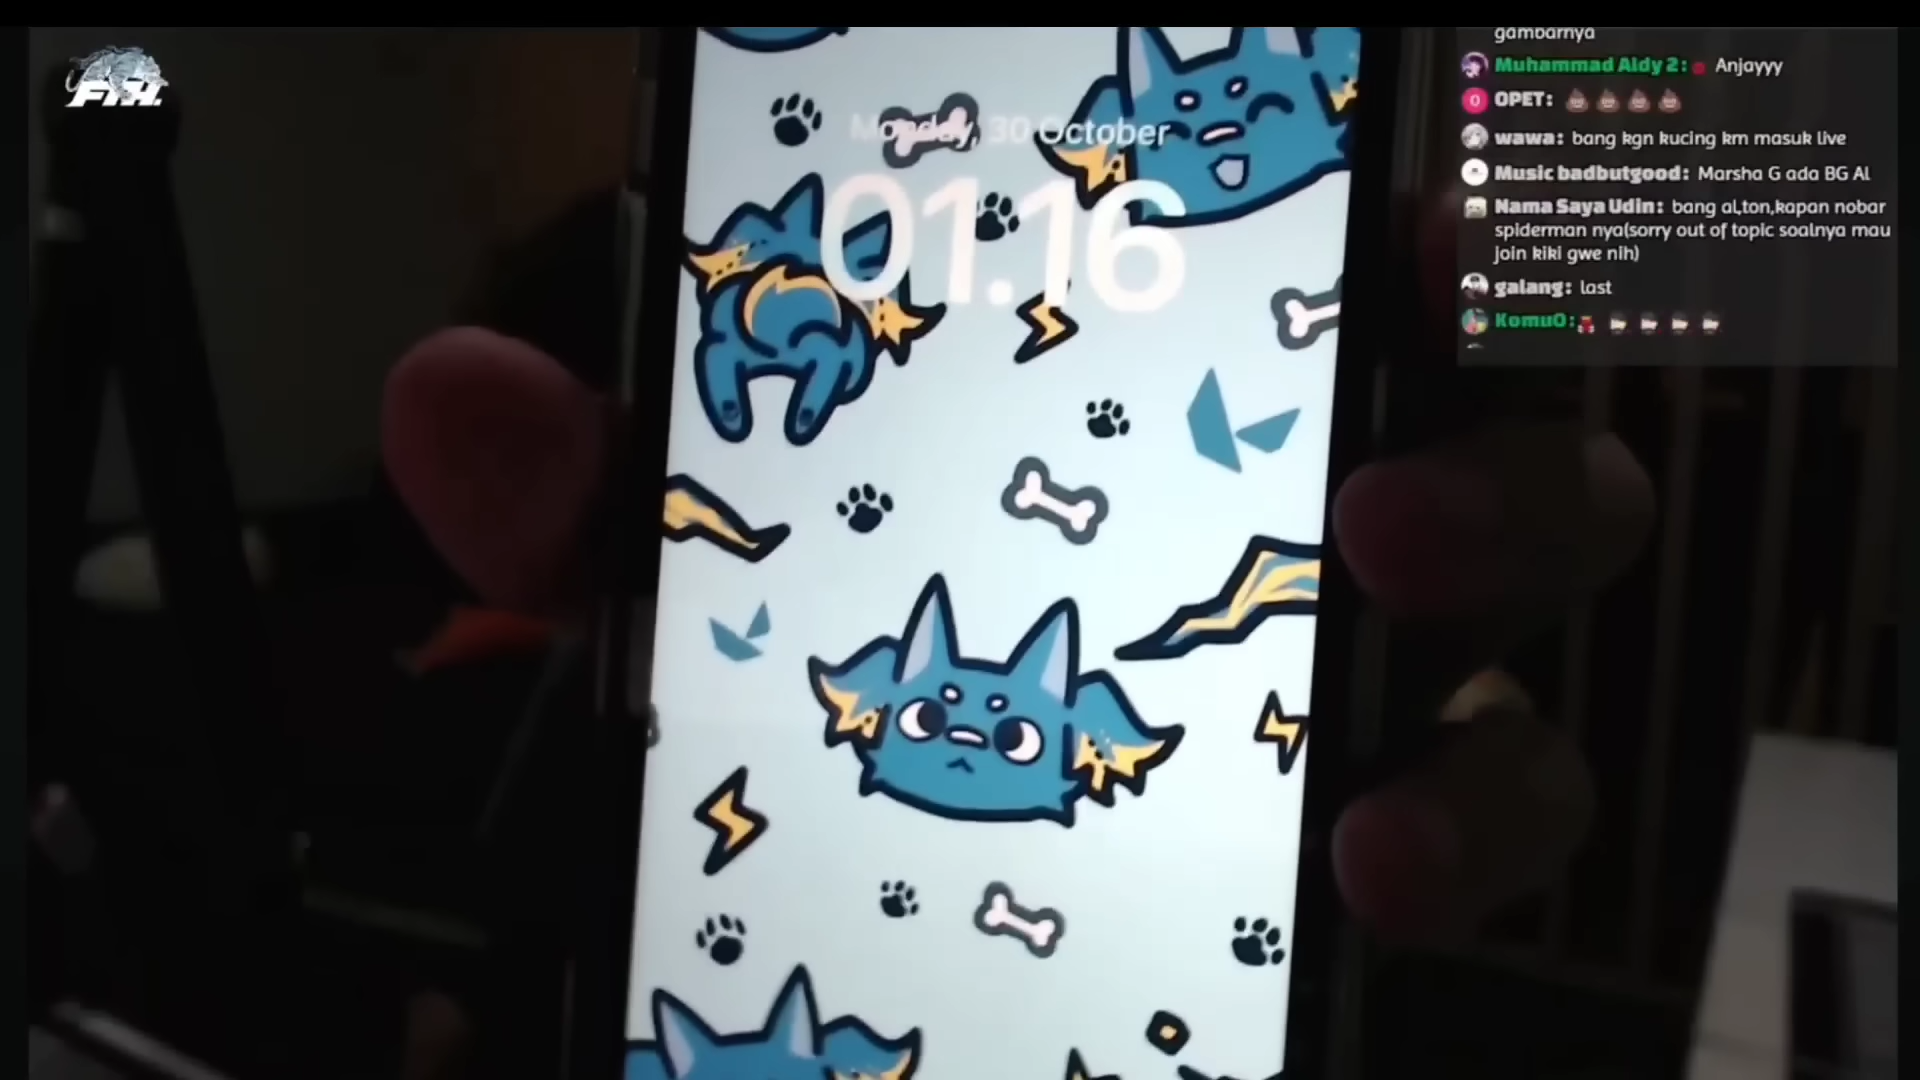 FTH.
Monday, 30 October
01.16
gambarnya
Muhammad Aldy 2: Anjayyy
OPET:
wawa: bang kgn kucing km masuk live
Music badbutgood: Marsha G ada BG Al
Nama Saya Udin: bang al,ton,kapan nobar
spiderman nya(sorry out of topic soalnya mau
join kiki gwe nih)
galang: last
KomuO: